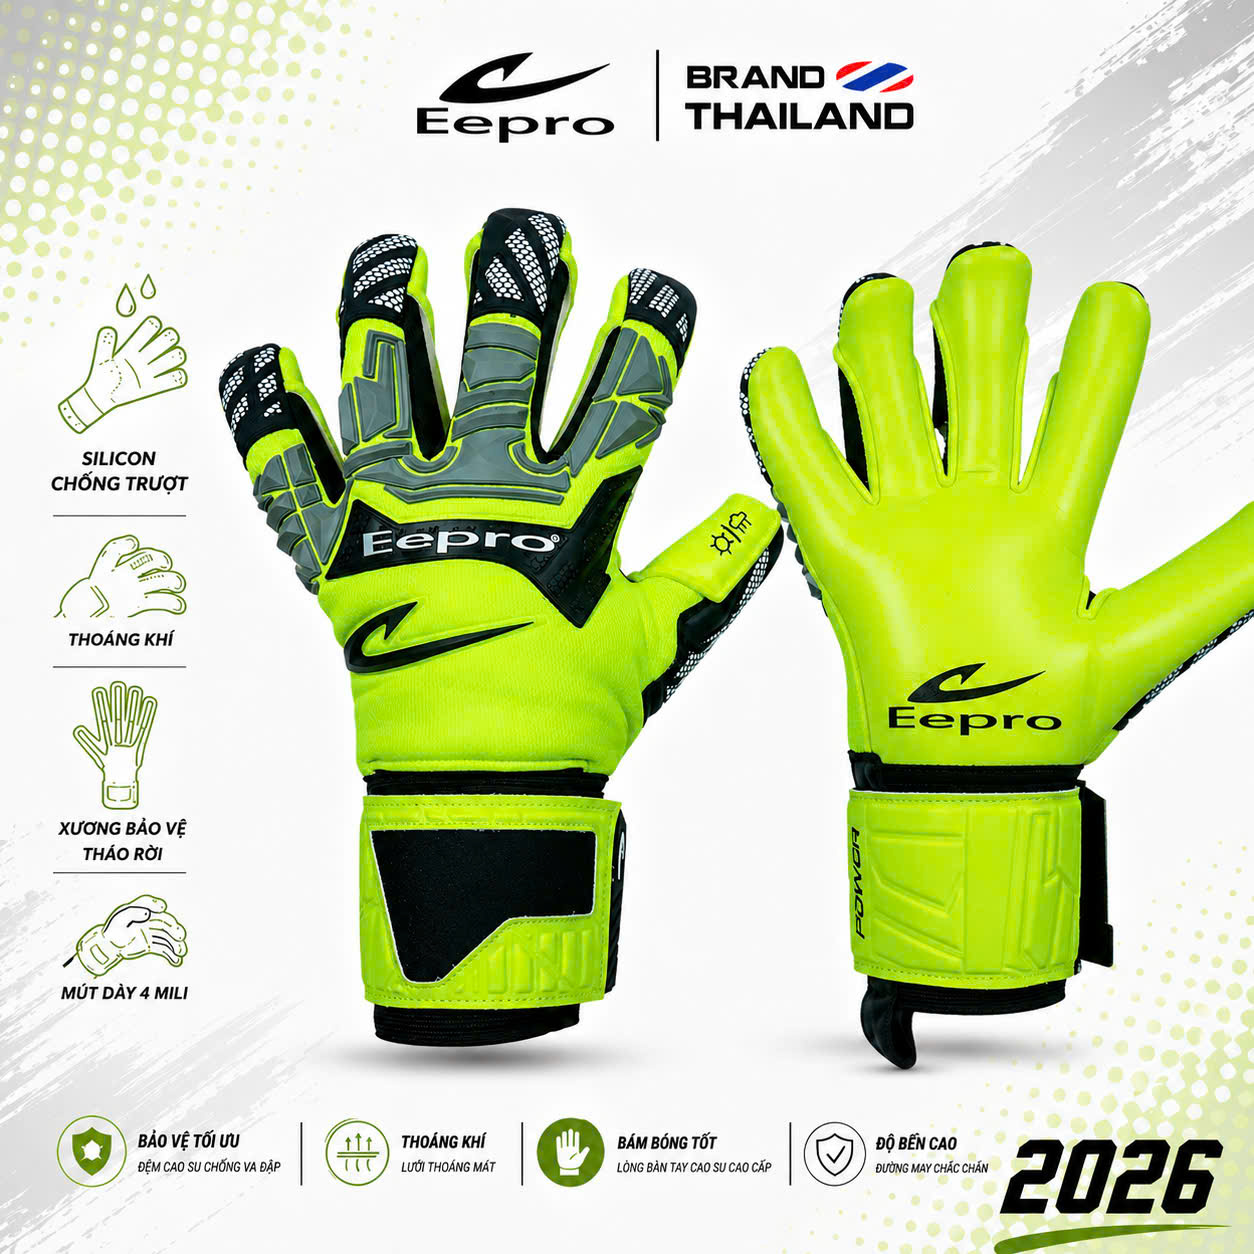 Eepro
BRAND
THAILAND
SILICON
CHỐNG TRƯỢT
THOÁNG KHÍ
XƯƠNG BẢO VỆ
THÁO RỜI
MÚT DÀY 4 MILI
Eepro®
Eepro
POWER
BẢO VỆ TỐI ƯU
ĐỆM CAO SU CHỐNG VA ĐẬP
THOÁNG KHÍ
LƯỚI THOÁNG MÁT
BÁM BÓNG TỐT
LÒNG BÀN TAY CAO SU CAO CẤP
ĐỘ BỀN CAO
ĐƯỜNG MAY CHẮC CHẮN
2026